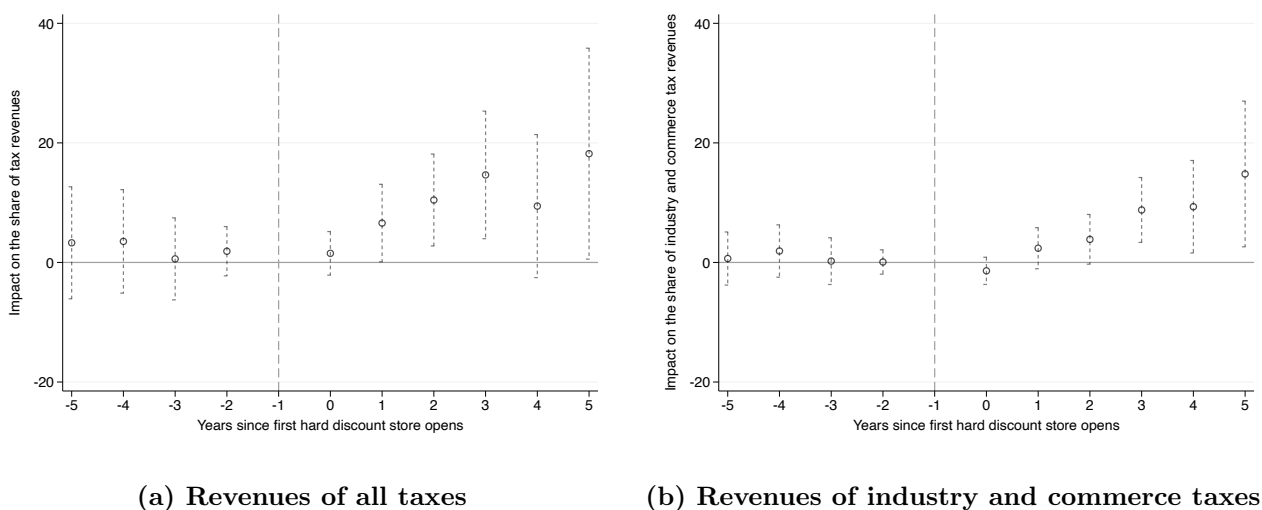 Impact on the share of tax revenues
40
20
0
-20
-5 -4 -3 -2 -1 0 1 2 3 4 5
Years since first hard discount store opens
(a) Revenues of all taxes
Impact on the share of industry and commerce tax revenues
40
20
0
-20
-5 -4 -3 -2 -1 0 1 2 3 4 5
Years since first hard discount store opens
(b) Revenues of industry and commerce taxes